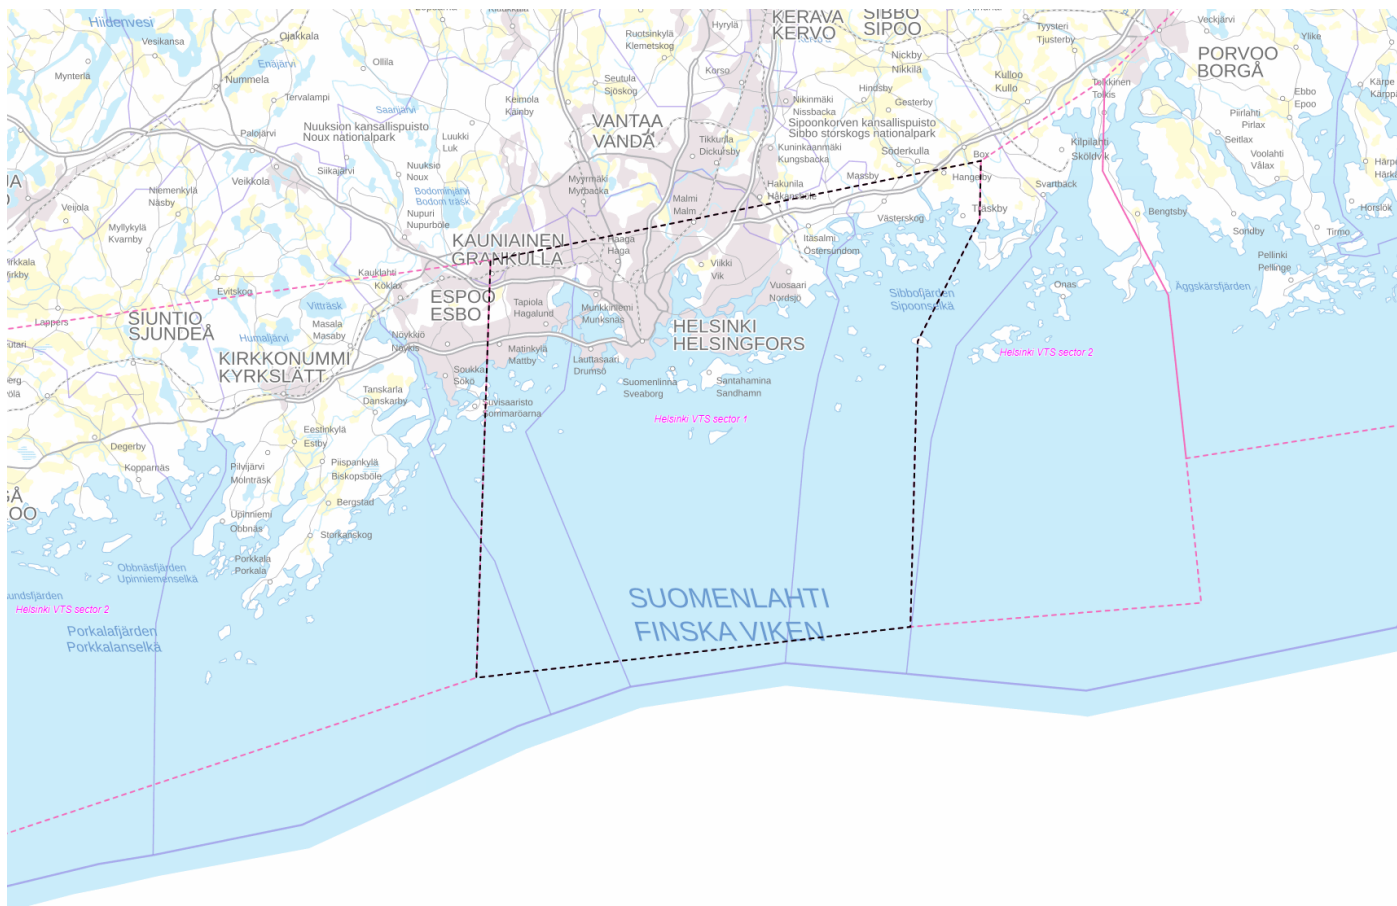 Hiidenvesi
Vesikansa
Ojakkala
Enäjärvi
Ollila
Mynterlä
Nummela
Tervalampi
Saanjärvi
Ruotsinkylä
Klemetskog
Hyrylä
KERAVA
KERVO
SIBBO
SIPOO
Tyysteri
Tjusterby
Veckjärvi
Ylike
PORVOO
BORGÅ
Korso
Seutula
Sjöskog
Nickby
Nikkilä
Kulloo
Kullo
Tolkkinen
Tolkis
Hindsby
Gesterby
Keimola
Kainby
Nikinmäki
Nissbacka
Ebbo
Epoo
Kärpe
Piirlahti
Pirlax
Seitlax
VANTAA
VANDA
Nuuksion kansallispuisto
Noux nationalpark
Palojärvi
Luukki
Luk
Sipoonkorven kansallispuisto
Sibbo storskogs nationalpark
Kuninkaanmäki
Kungsbacka
Tikkurila
Dickursby
Söderkulla
Box
Kilpilahti
Sköldvik
Voolahti
Vålax
Siikajärvi
Veikkola
Nuuksio
Noux
Myyrmäki
Myrbacka
Hakunila
Håkansböle
Massby
Hangelby
Svartbäck
Niemenkylä
Näsby
Veijola
Bodominjärvi
Bodom träsk
Malmi
Malm
Nupuri
Nupurböle
Västerskog
Träskby
Bengtsby
Hörslök
Myllykylä
Kvarnby
KAUNIAINEN
GRANKULLA
Haaga
Haga
Itäsalmi
Östersundom
Sondby
Tirmo
Pellinki
Pellinge
Kauklahti
Köklax
Viikki
Vik
Vuosaari
Nordsjö
Evitskog
Vitträsk
ESPOO
ESBO
Tapiola
Hagalund
Munkkiniemi
Munksnäs
Sibbofjärden
Sipoonselkä
Onas
Äggskärsfjärden
Lappers
SIUNTIO
SJUNDEÅ
Masala
Masaby
Humaljärvi
Nöykkiö
Nöykis
HELSINKI
HELSINGFORS
KIRKKONUMMI
KYRKSLÄTT
Matinkylä
Mattby
Lauttasaari
Drumsö
Helsinki VTS sector 2
Soukka
Sökö
Suomenlinna
Sveaborg
Santahamina
Sandhamn
Tanskarla
Danskarby
Helsinki VTS sector 1
Eestinkylä
Estby
Degerby
Kopparnäs
Pilvijärvi
Molnträsk
Piispankylä
Biskopsböle
Bergstad
Upinniemi
Obbnäs
Storkanskog
Porkkala
Porkala
Obbnäsfjärden
Upinniemenselkä
Helsinki VTS sector 2
SUOMENLAHTI
FINSKA VIKEN
Porkalafjärden
Porkkalanselkä